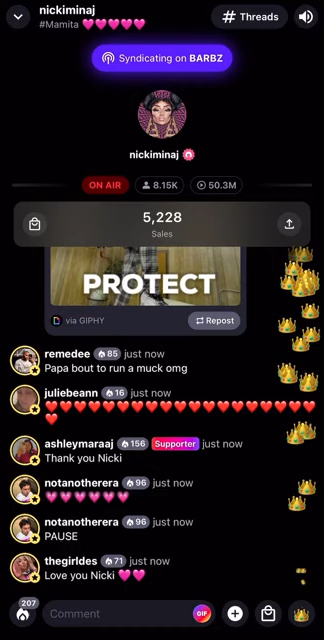 nickiminaj
#Mamita 💗💗💗💗💗
# Threads
Syndicating on BARBZ
nickiminaj
ON AIR
8.15K
50.3M
5,228
Sales
PROTECT
via GIPHY
Repost
remedee 85 just now
Papa bout to run a muck omg
juliebeann 16 just now
❤️❤️❤️❤️❤️❤️❤️❤️❤️❤️❤️❤️❤️❤️❤️❤️❤️❤️
❤️
ashleymaraaj 156 Supporter just now
Thank you Nicki
notanotherera 96 just now
💗💗💗💗💗💗
notanotherera 96 just now
PAUSE
thegirldes 71 just now
Love you Nicki 💗💗
207
Comment
GIF